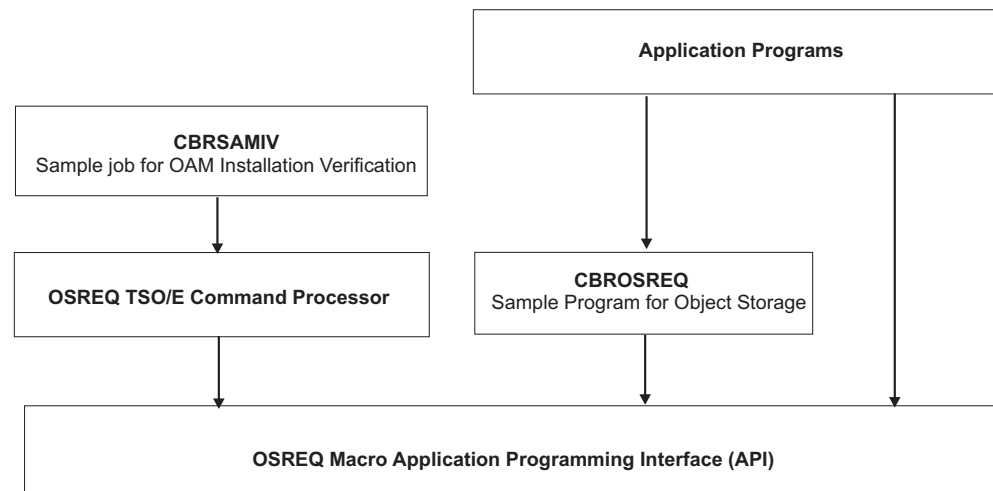 Application Programs
CBRSAMIV
Sample job for OAM Installation Verification
OSREQ TSO/E Command Processor
CBROSREQ
Sample Program for Object Storage
OSREQ Macro Application Programming Interface (API)